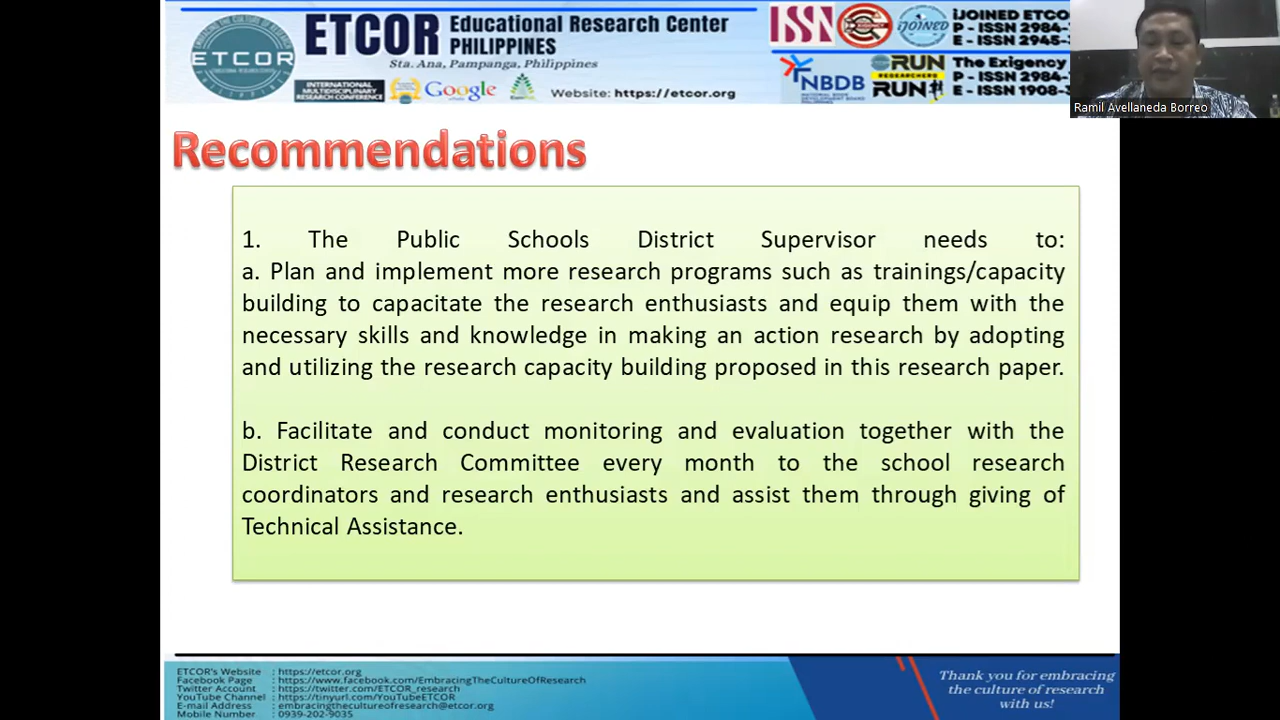 ETCOR
Educational Research Center
PHILIPPINES
Sta. Ana, Pampanga, Philippines
INTERNATIONAL
MULTIDISCIPLINARY
RESEARCH CONFERENCE
Google
Website: https://etcor.org
ISSN
iJOINED
iJOINED ETCO
P - ISSN 2984-
E - ISSN 2945-
NBDB
RUN
RESEARCHERS
RUN
The Exigency
P - ISSN 2984-
E - ISSN 1908-
ETCOR
Ramil Avellaneda Borreo
Recommendations
1. The Public Schools District Supervisor needs to:
a. Plan and implement more research programs such as trainings/capacity
building to capacitate the research enthusiasts and equip them with the
necessary skills and knowledge in making an action research by adopting
and utilizing the research capacity building proposed in this research paper.
b. Facilitate and conduct monitoring and evaluation together with the
District Research Committee every month to the school research
coordinators and research enthusiasts and assist them through giving of
Technical Assistance.
ETCOR's Website : https://etcor.org
Facebook Page : https://www.facebook.com/EmbracingTheCultureOfResearch
Twitter Account : https://twitter.com/ETCOR_research
YouTube Channel : https://tinyurl.com/YouTubeETCOR
E-mail Address : embracingthecultureofresearch@etcor.org
Mobile Number : 0939-202-9035
Thank you for embracing
the culture of research
with us!